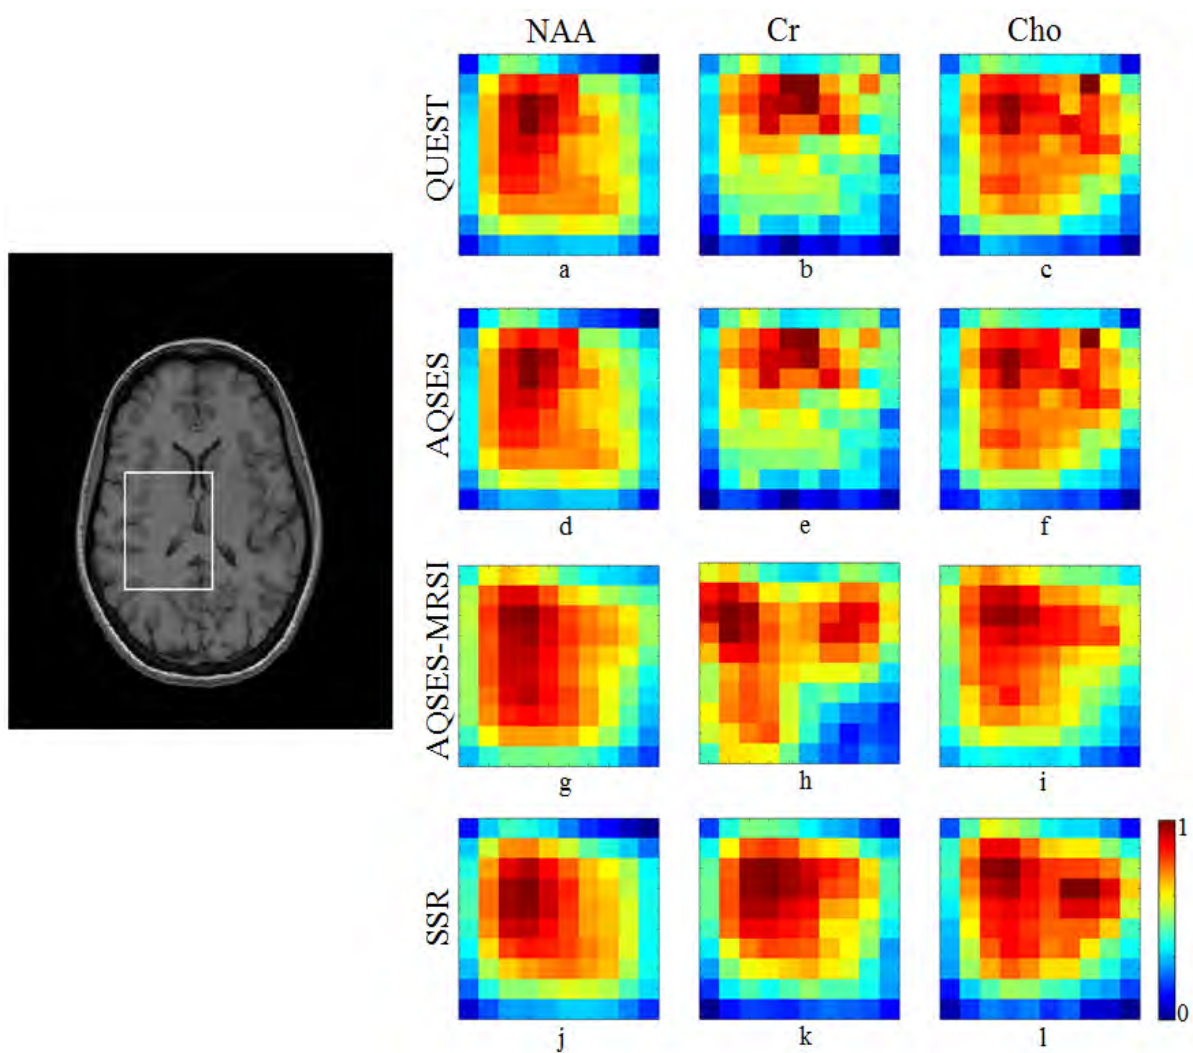 NAA Cr Cho
QUEST
a b c
AQSES
d e f
AQSES-MRSI
g h i
SSR
1
0
j k l